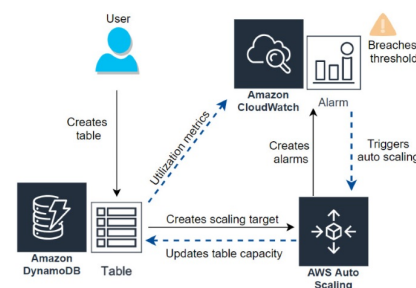 User
Breaches
threshold
Amazon
CloudWatch
Alarm
Creates
table
Utilization metrics
Creates
alarms
Triggers
auto scaling
Creates scaling target
Updates table capacity
Amazon
DynamoDB
Table
AWS Auto
Scaling